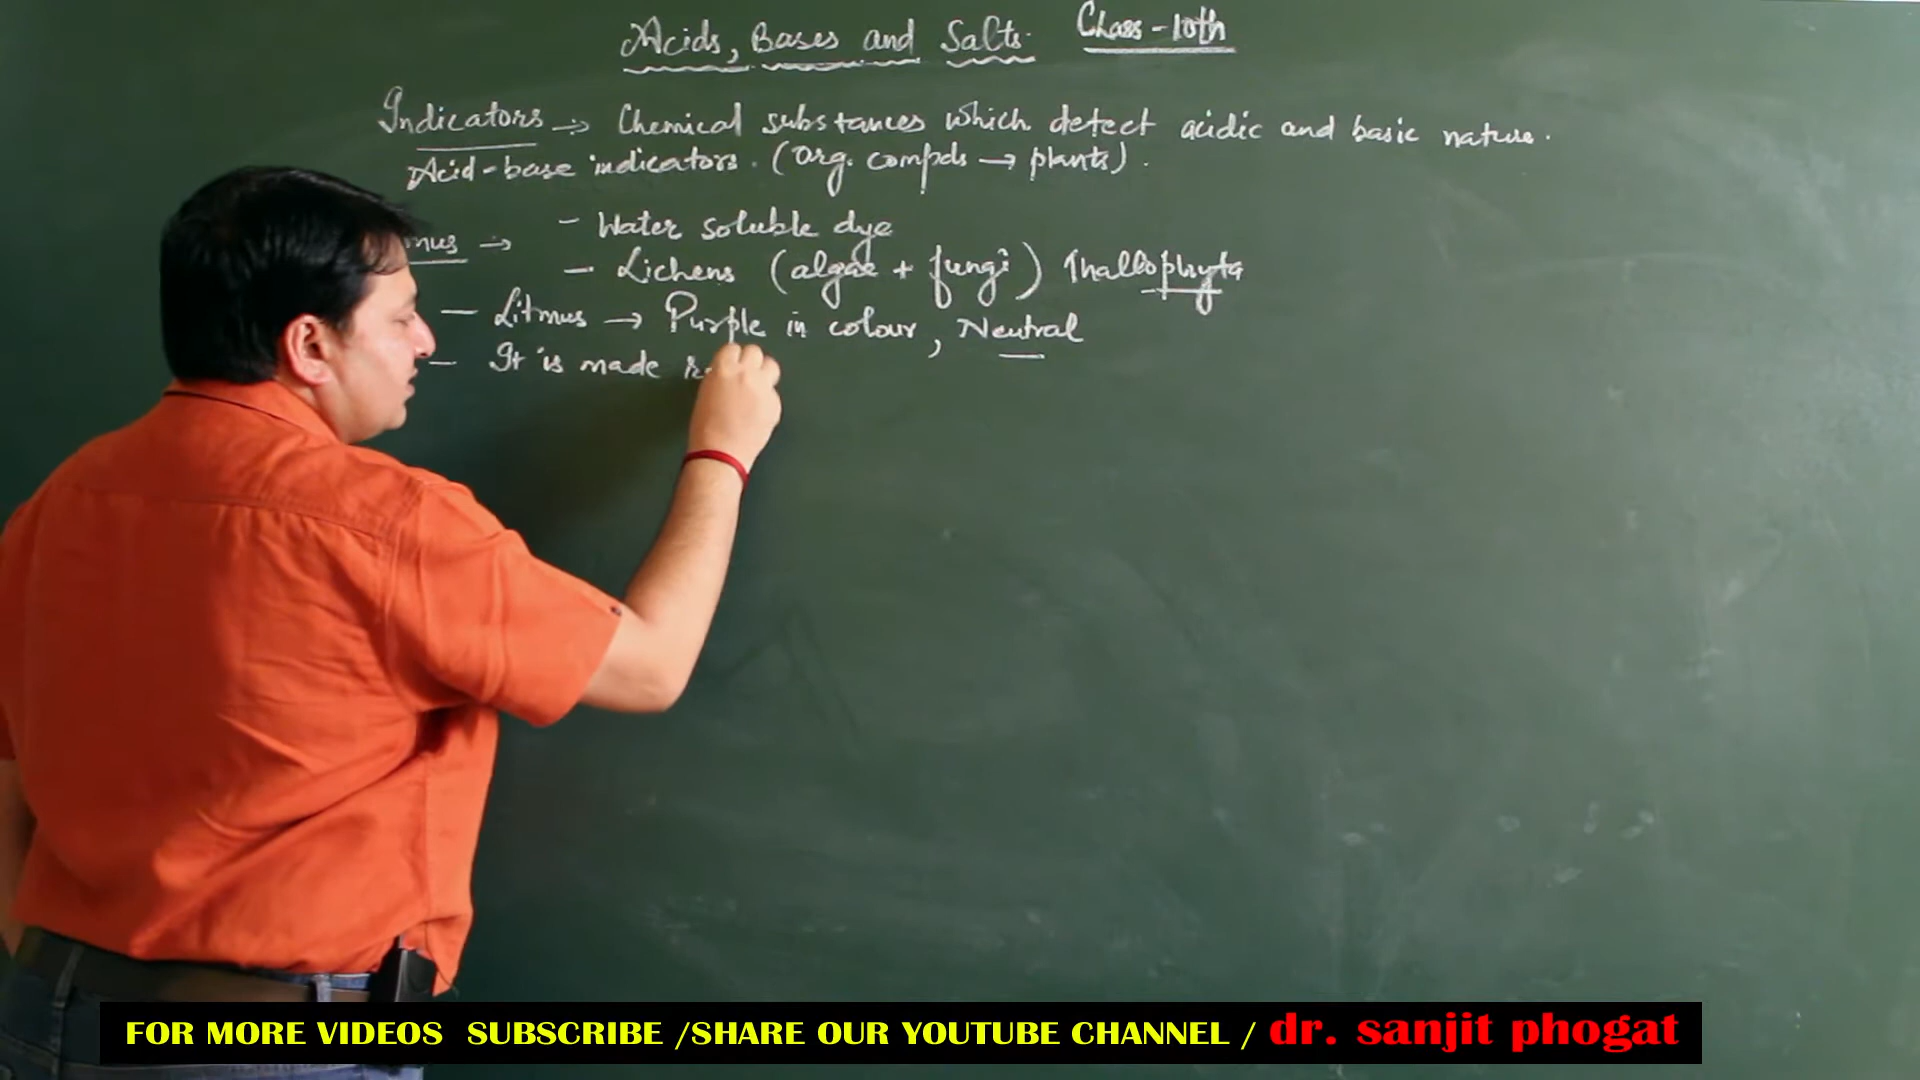 Acids, Bases and Salts. Class-10th
Indicators → Chemical substances which detect acidic and basic nature.
Acid-base indicators. (Org. compds → plants).
– Water soluble dye
mus →
– Lichens (algae + fungi) Thallophyta
– Litmus → Purple in colour, Neutral
– It is made
FOR MORE VIDEOS SUBSCRIBE /SHARE OUR YOUTUBE CHANNEL / dr. sanjit phogat